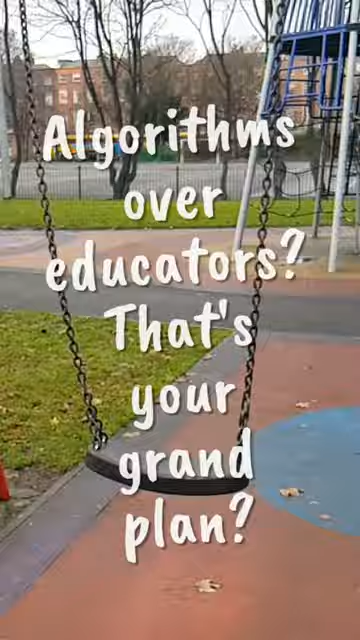 Algorithms
over
educators?
That's
your
grand
plan?